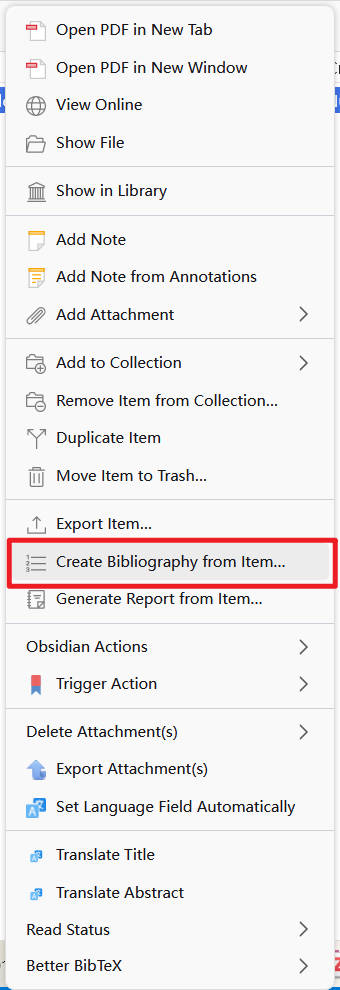 Open PDF in New Tab
Open PDF in New Window
View Online
Show File
Show in Library
Add Note
Add Note from Annotations
Add Attachment
Add to Collection
Remove Item from Collection...
Duplicate Item
Move Item to Trash...
Export Item...
Create Bibliography from Item...
Generate Report from Item...
Obsidian Actions
Trigger Action
Delete Attachment(s)
Export Attachment(s)
Set Language Field Automatically
Translate Title
Translate Abstract
Read Status
Better BibTeX